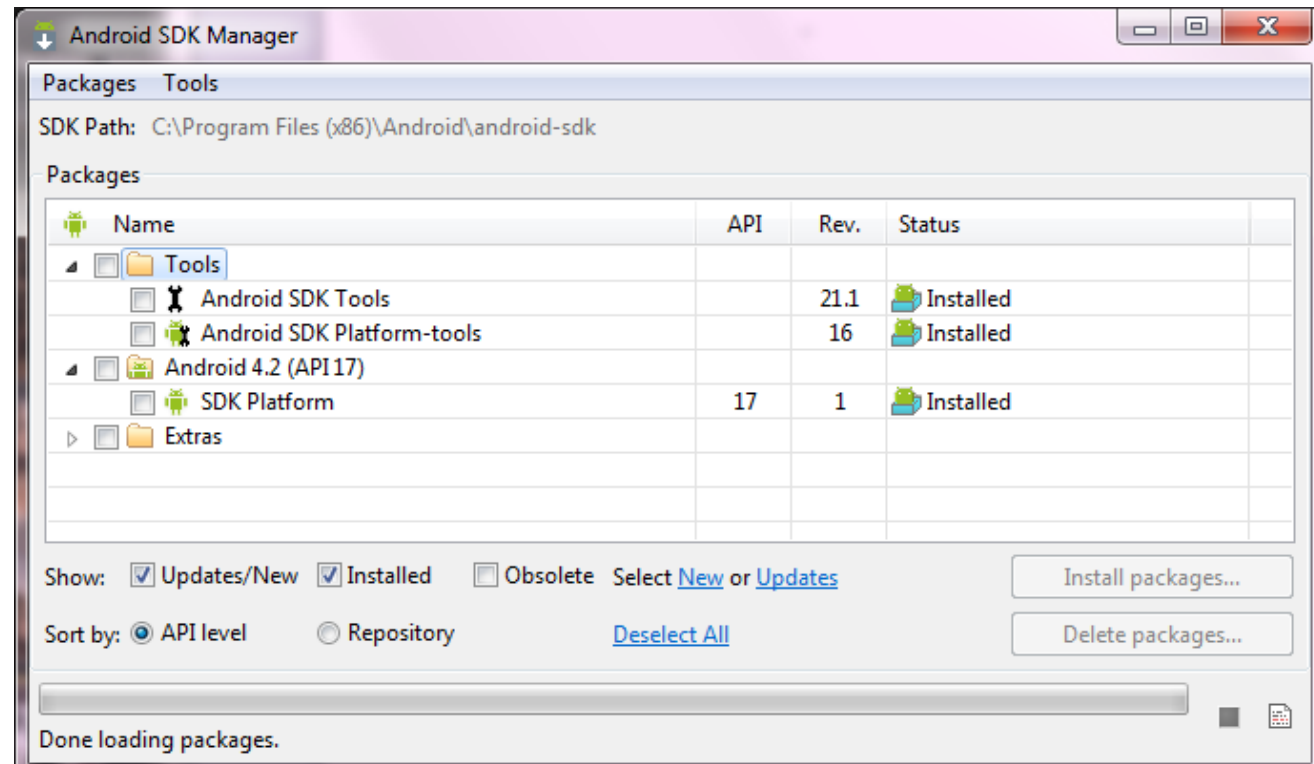 Android SDK Manager
Packages Tools
SDK Path: C:\Program Files (x86)\Android\android-sdk
Packages
Name API Rev. Status
Tools
Android SDK Tools 21.1 Installed
Android SDK Platform-tools 16 Installed
Android 4.2 (API 17)
SDK Platform 17 1 Installed
Extras
Show: Updates/New Installed Obsolete Select New or Updates Install packages...
Sort by: API level Repository Deselect All Delete packages...
Done loading packages.